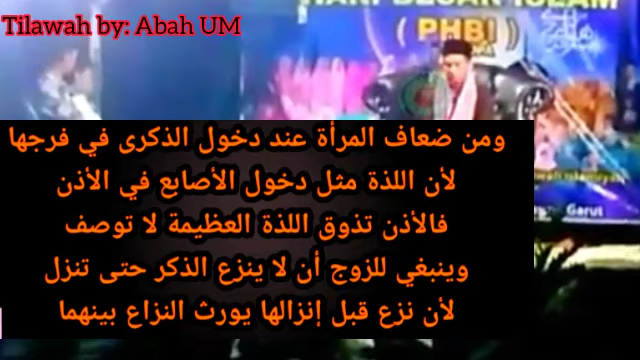 Tilawah by: Abah UM
HARI BESAR ISLAM
( PHBI )
ومن ضعاف المرأة عند دخول الذكرى في فرجها
لأن اللذة مثل دخول الأصابع في الأذن
فالأذن تذوق اللذة العظيمة لا توصف
وينبغي للزوج أن لا ينزع الذكر حتى تنزل
لأن نزع قبل إنزالها يورث النزاع بينهما
Garut